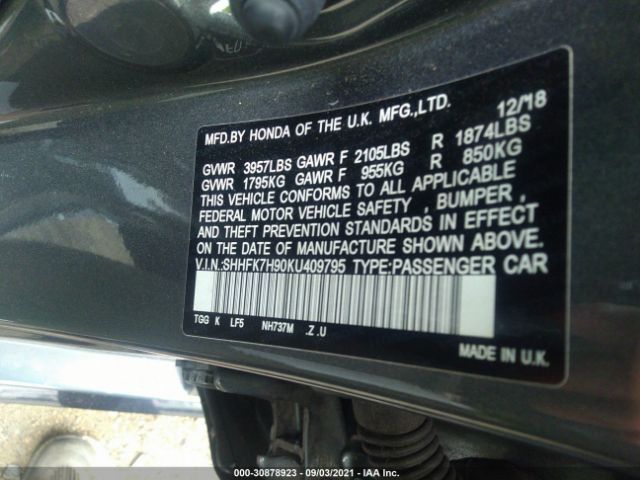 MFD.BY HONDA OF THE U.K. MFG.,LTD. 12/18
GVWR 3957LBS GAWR F 2105LBS R 1874LBS
GVWR 1795KG GAWR F 955KG R 850KG
THIS VEHICLE CONFORMS TO ALL APPLICABLE
FEDERAL MOTOR VEHICLE SAFETY , BUMPER ,
AND THEFT PREVENTION STANDARDS IN EFFECT
ON THE DATE OF MANUFACTURE SHOWN ABOVE.
V.I.N.:SHHFK7H90KU409795 TYPE:PASSENGER CAR
TGG K LF5 NH737M .Z.U
MADE IN U.K.
000-30878923 - 09/03/2021 - IAA Inc.